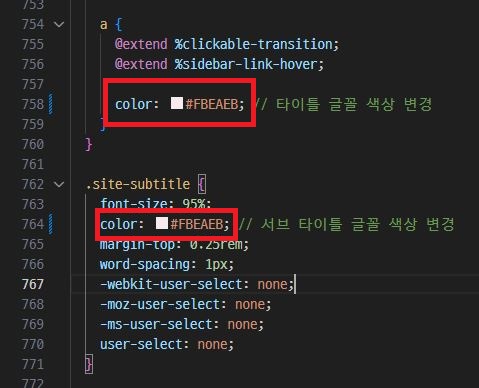 753
754 a {
755 @extend %clickable-transition;
756 @extend %sidebar-link-hover;
757
758 color: #FBEAEB; // 타이틀 글꼴 색상 변경
759 }
760 }
761
762 .site-subtitle {
763 font-size: 95%;
764 color: #FBEAEB; // 서브 타이틀 글꼴 색상 변경
765 margin-top: 0.25rem;
766 word-spacing: 1px;
767 -webkit-user-select: none;
768 -moz-user-select: none;
769 -ms-user-select: none;
770 user-select: none;
771 }
772